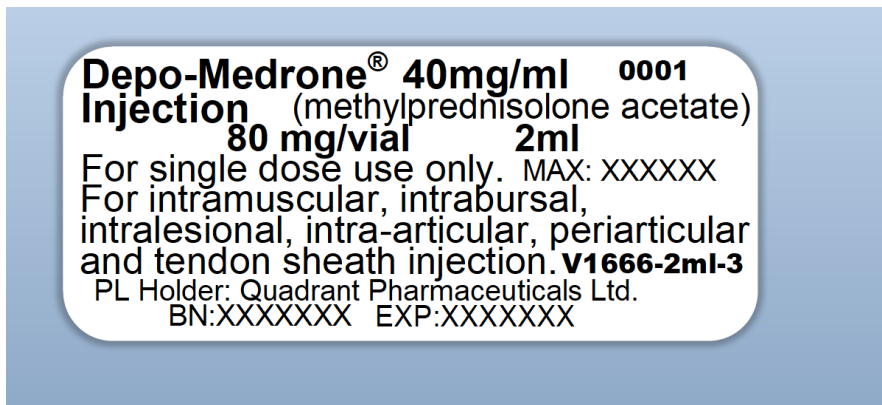 Depo-Medrone® 40mg/ml 0001
Injection (methylprednisolone acetate)
80 mg/vial 2ml
For single dose use only. MAX: XXXXXX
For intramuscular, intrabursal,
intralesional, intra-articular, periarticular
and tendon sheath injection. V1666-2ml-3
PL Holder: Quadrant Pharmaceuticals Ltd.
BN:XXXXXXX EXP:XXXXXXX